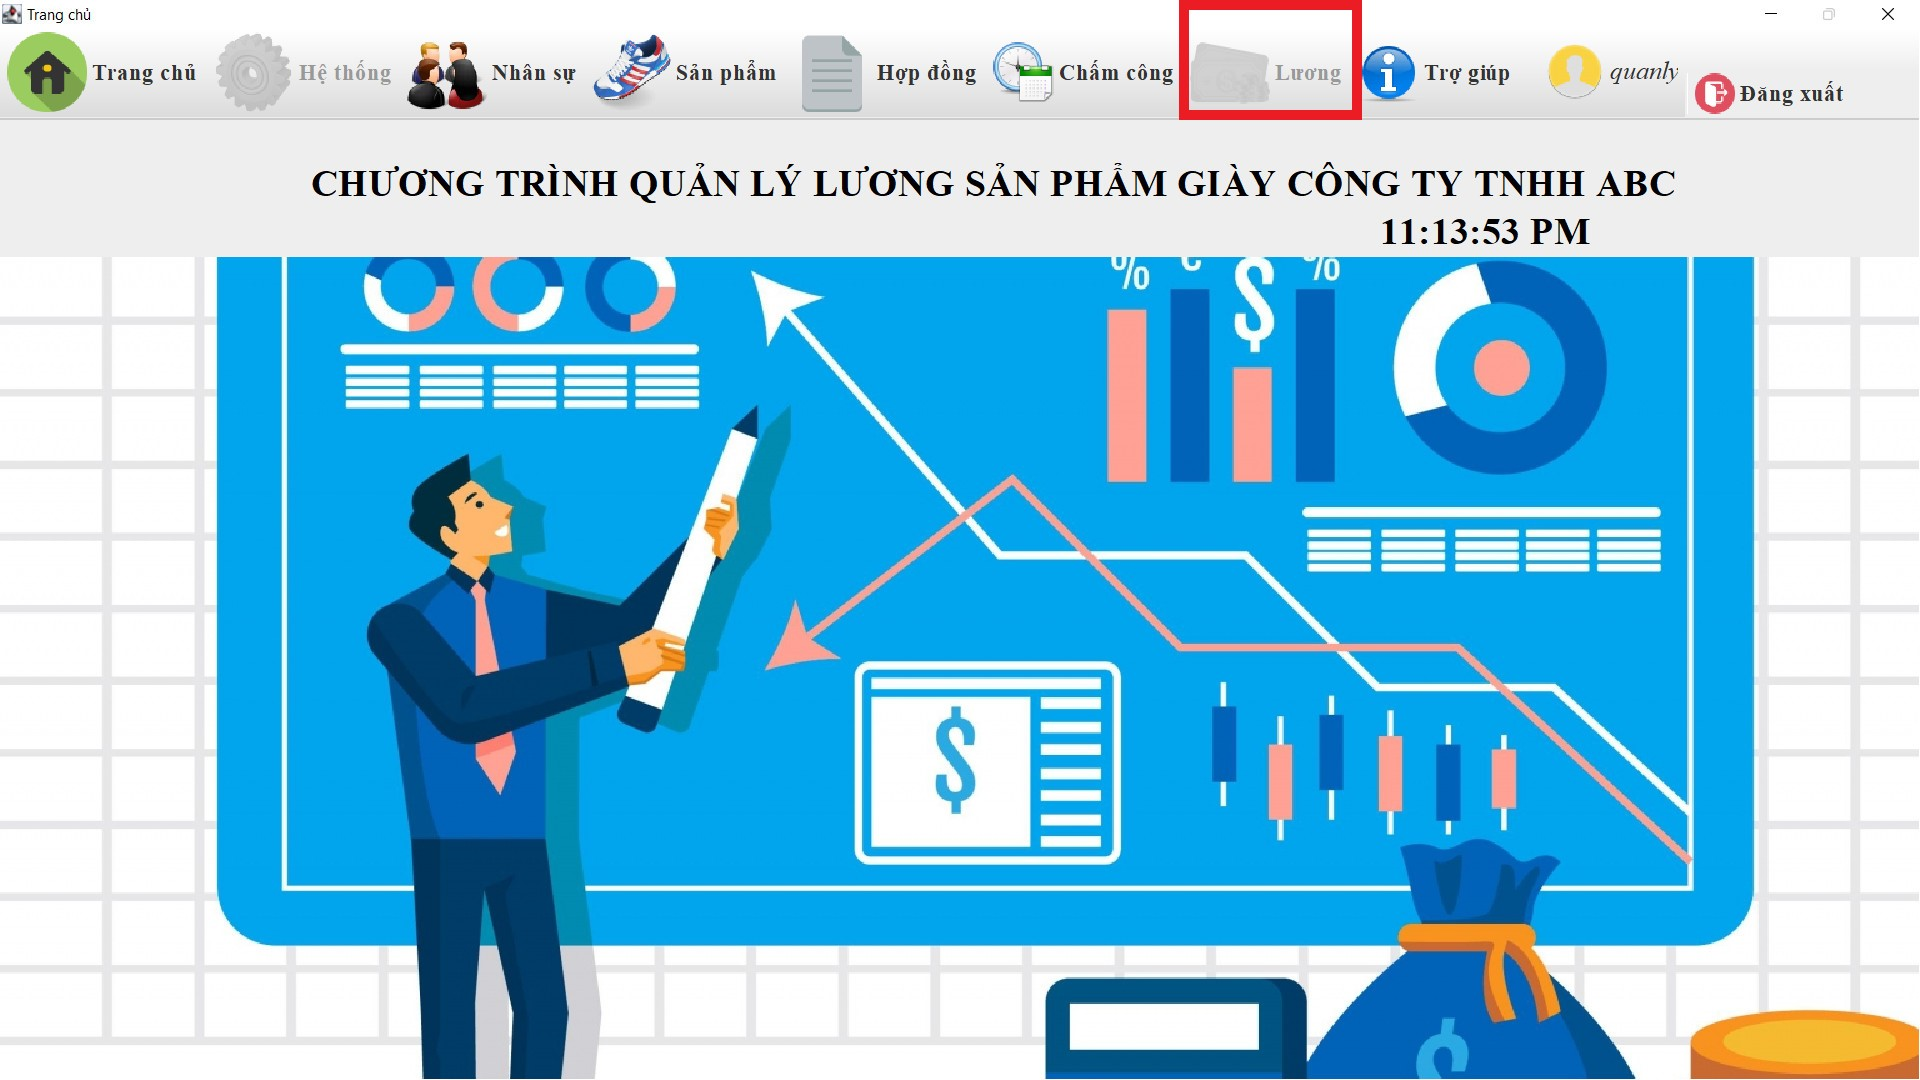 Trang chủ
Trang chủ Hệ thống Nhân sự Sản phẩm Hợp đồng Chấm công Lương Trợ giúp quanly Đăng xuất
CHƯƠNG TRÌNH QUẢN LÝ LƯƠNG SẢN PHẨM GIÀY CÔNG TY TNHH ABC
11:13:53 PM
% € $ %
$
$